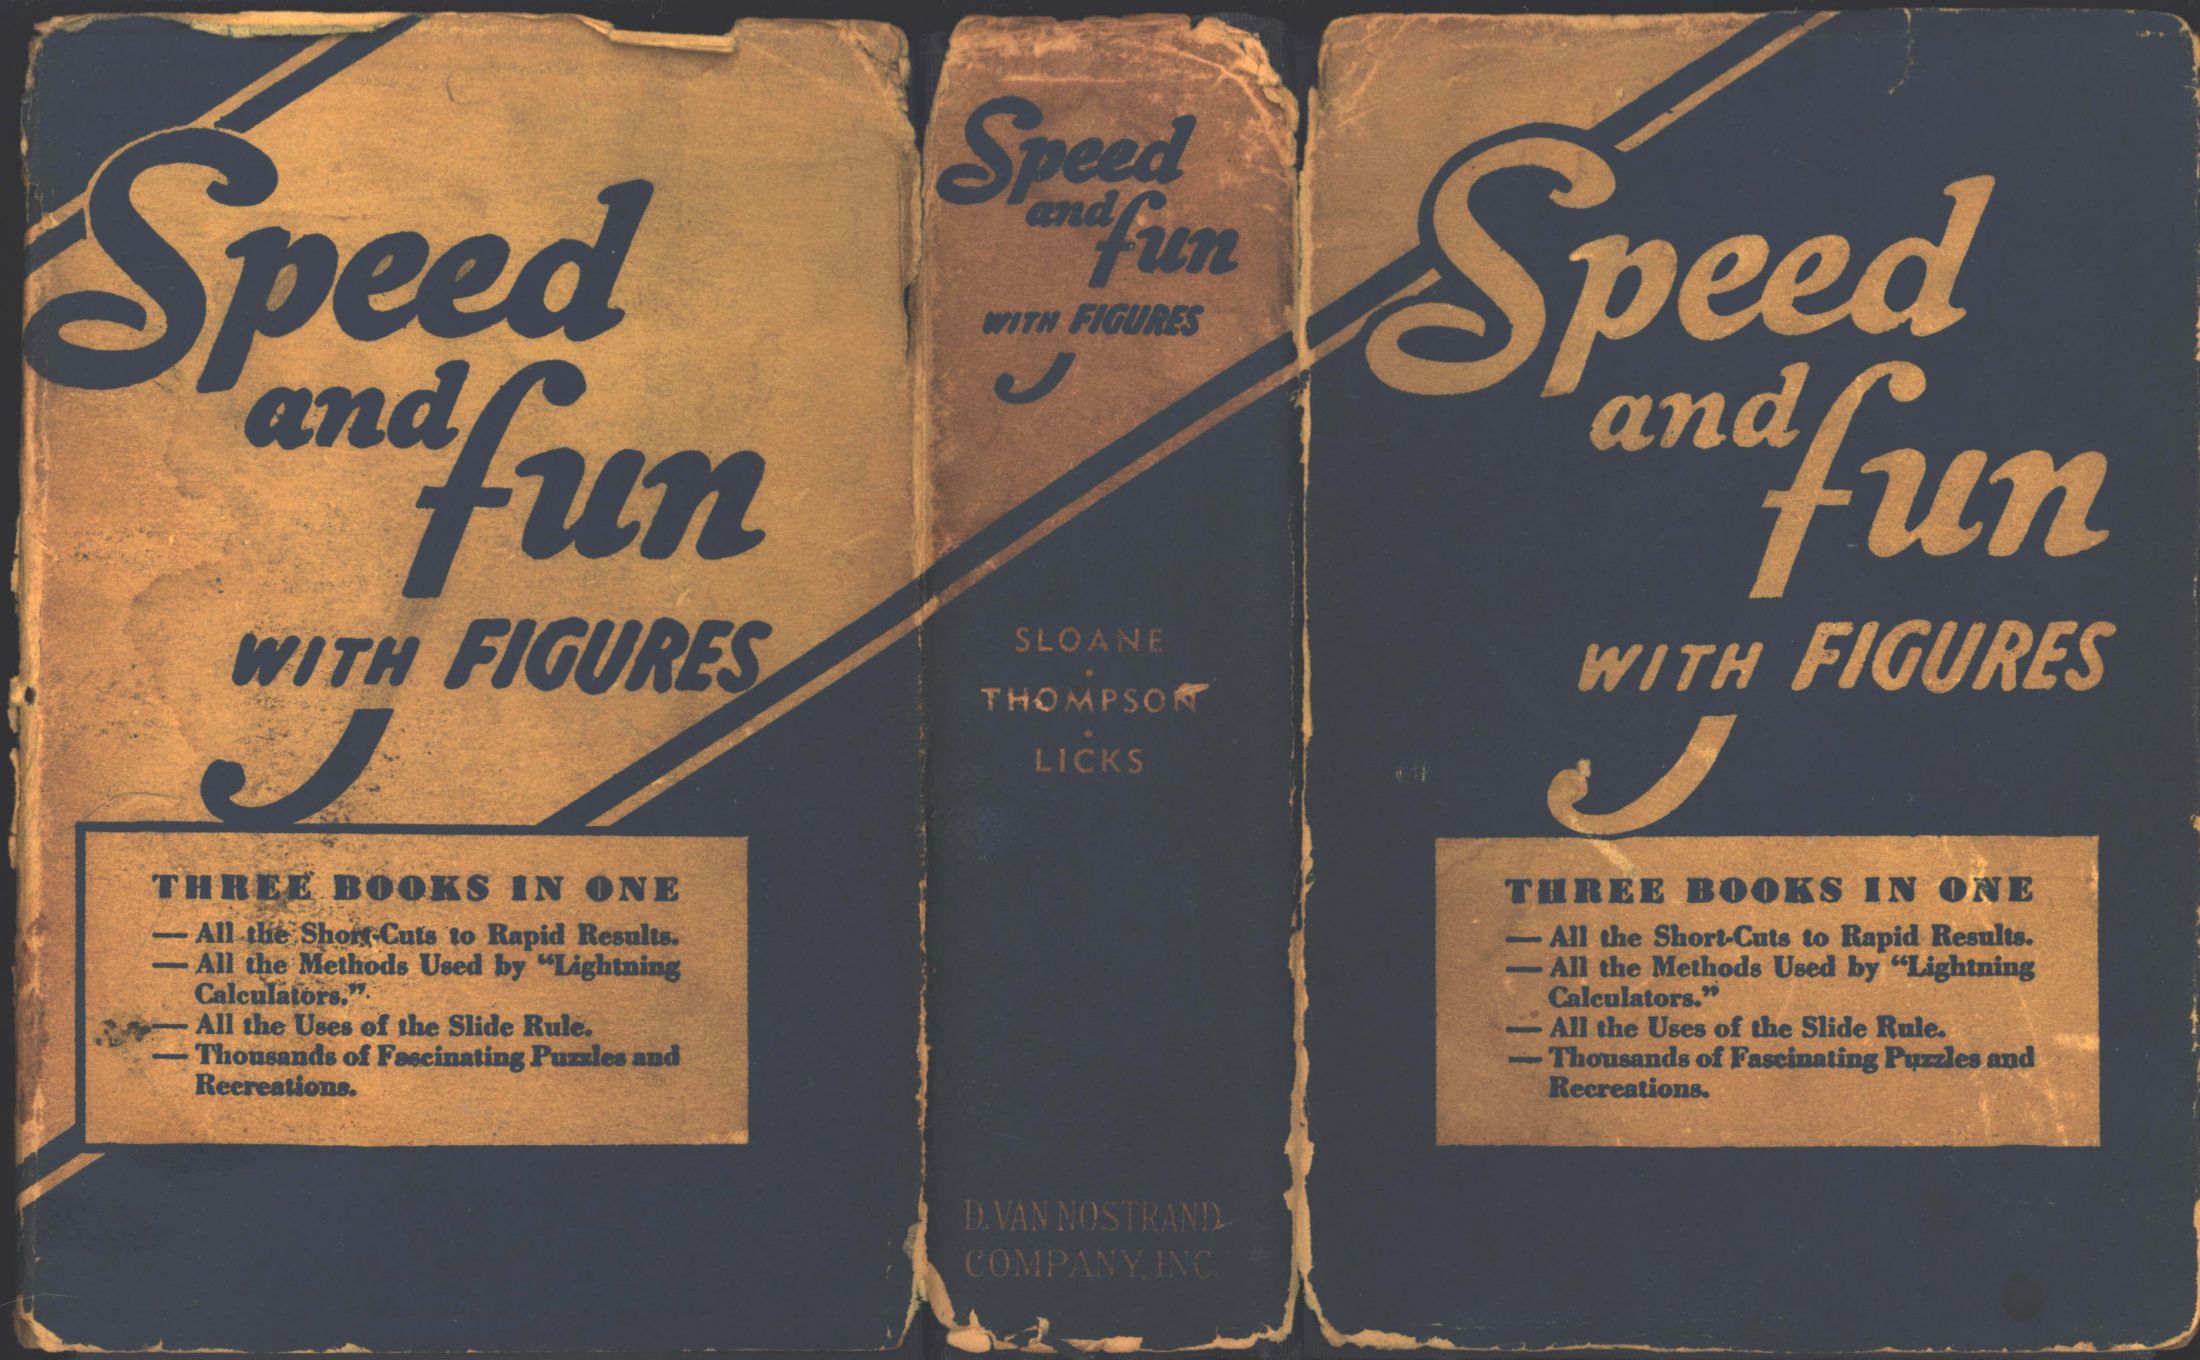 Speed
and fun
WITH FIGURES
THREE BOOKS IN ONE
— All the Short-Cuts to Rapid Results.
— All the Methods Used by “Lightning
Calculators.”
— All the Uses of the Slide Rule.
— Thousands of Fascinating Puzzles and
Recreations.
Speed
and fun
WITH FIGURES
SLOANE
•
THOMPSON
•
LICKS
D. VAN NOSTRAND
COMPANY, INC.
Speed
and fun
WITH FIGURES
THREE BOOKS IN ONE
— All the Short-Cuts to Rapid Results.
— All the Methods Used by “Lightning
Calculators.”
— All the Uses of the Slide Rule.
— Thousands of Fascinating Puzzles and
Recreations.